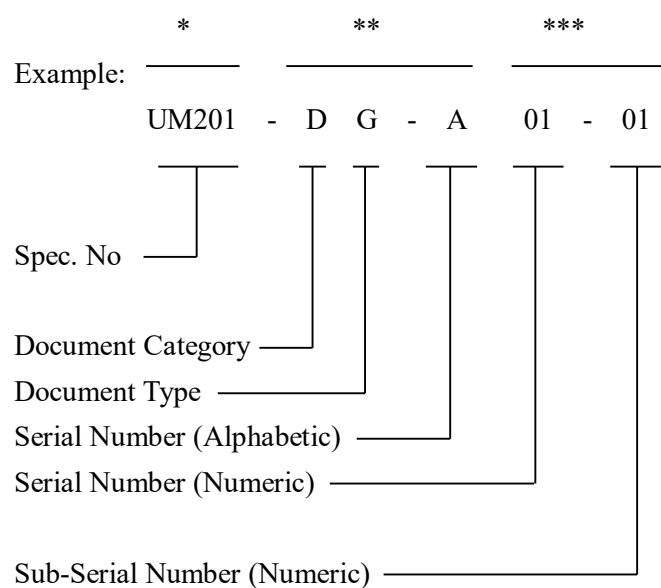 * ** ***
Example:
UM201 - D G - A 01 - 01
Spec. No
Document Category
Document Type
Serial Number (Alphabetic)
Serial Number (Numeric)
Sub-Serial Number (Numeric)